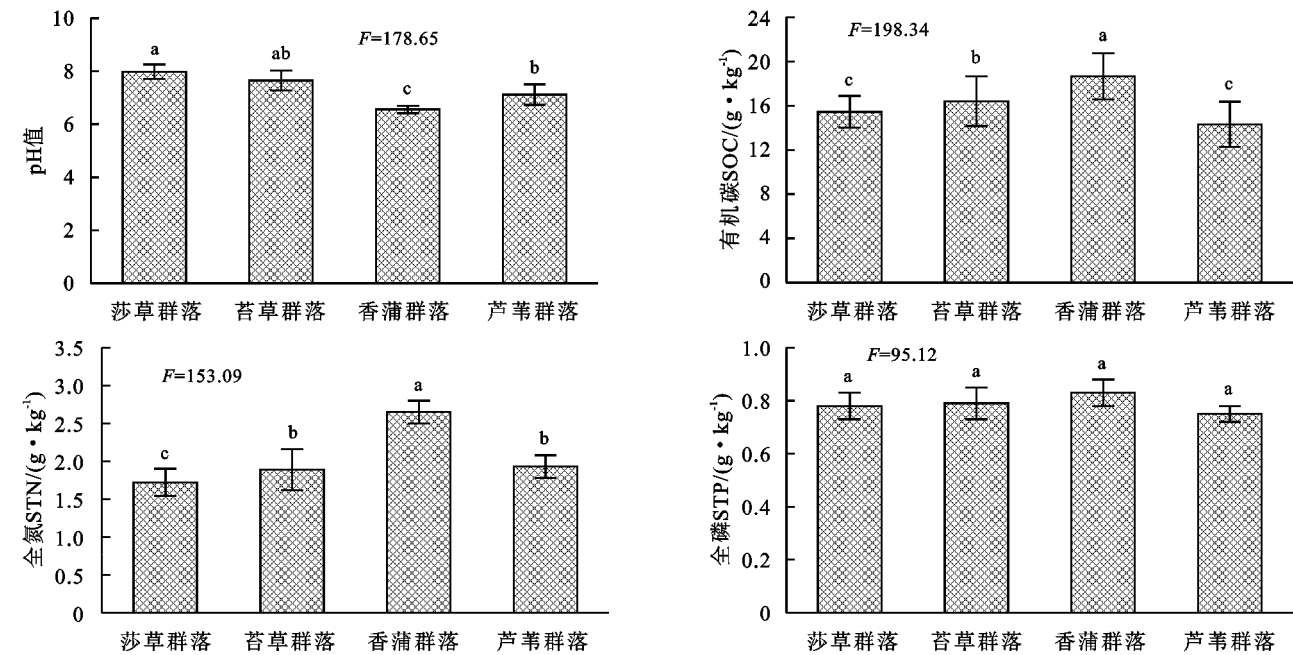 10
8
6
4
2
0
pH值
F=178.65
a
ab
c
b
莎草群落
苔草群落
香蒲群落
芦苇群落
24
20
16
12
8
4
0
有机碳SOC/(g·kg⁻¹)
F=198.34
c
b
a
c
莎草群落
苔草群落
香蒲群落
芦苇群落
3.5
3.0
2.5
2.0
1.5
1.0
0.5
0
全氮STN/(g·kg⁻¹)
F=153.09
c
b
a
b
莎草群落
苔草群落
香蒲群落
芦苇群落
1.0
0.8
0.6
0.4
0.2
0
全磷STP/(g·kg⁻¹)
F=95.12
a
a
a
a
莎草群落
苔草群落
香蒲群落
芦苇群落